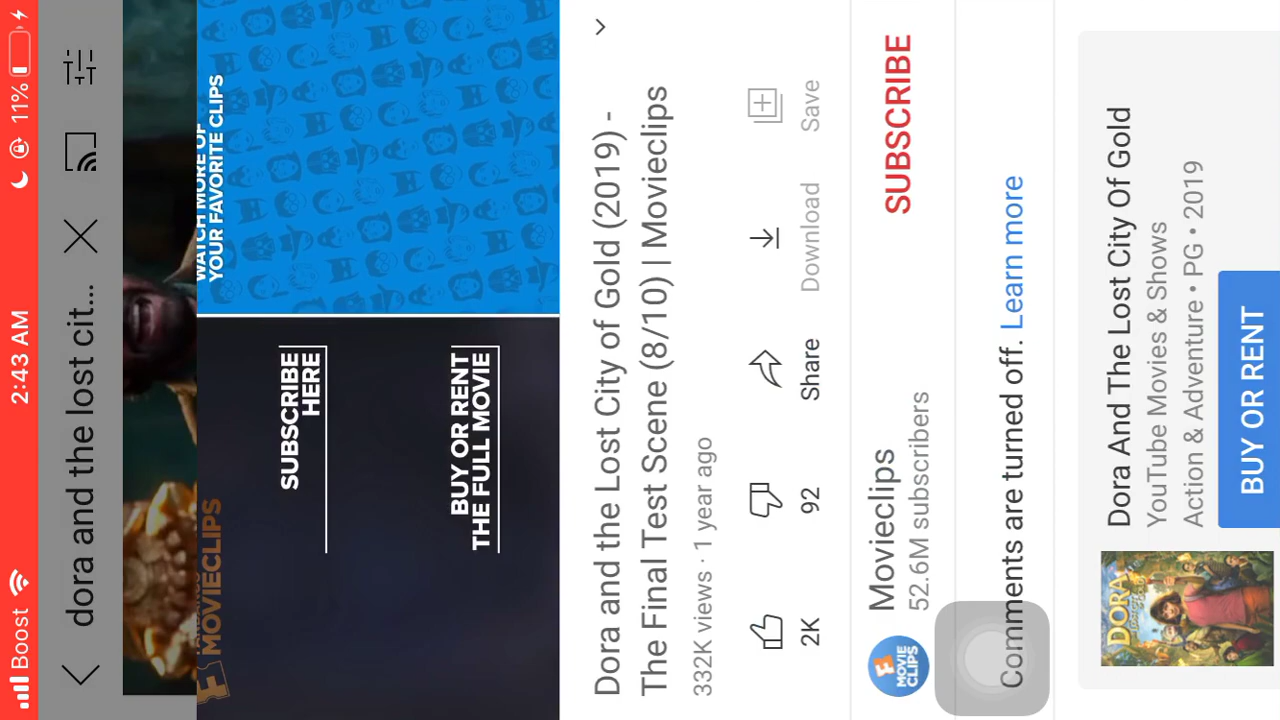 Boost 2:43 AM 11%
dora and the lost cit...
WATCH MORE OF
YOUR FAVORITE CLIPS
MOVIECLIPS
SUBSCRIBE
HERE
BUY OR RENT
THE FULL MOVIE
Dora and the Lost City of Gold (2019) -
The Final Test Scene (8/10) | Movieclips
332K views · 1 year ago
2K 92 Share Download Save
MOVIE
CLIPS
Movieclips
52.6M subscribers
SUBSCRIBE
Comments are turned off. Learn more
DORA
Dora And The Lost City Of Gold
YouTube Movies & Shows
Action & Adventure • PG • 2019
BUY OR RENT